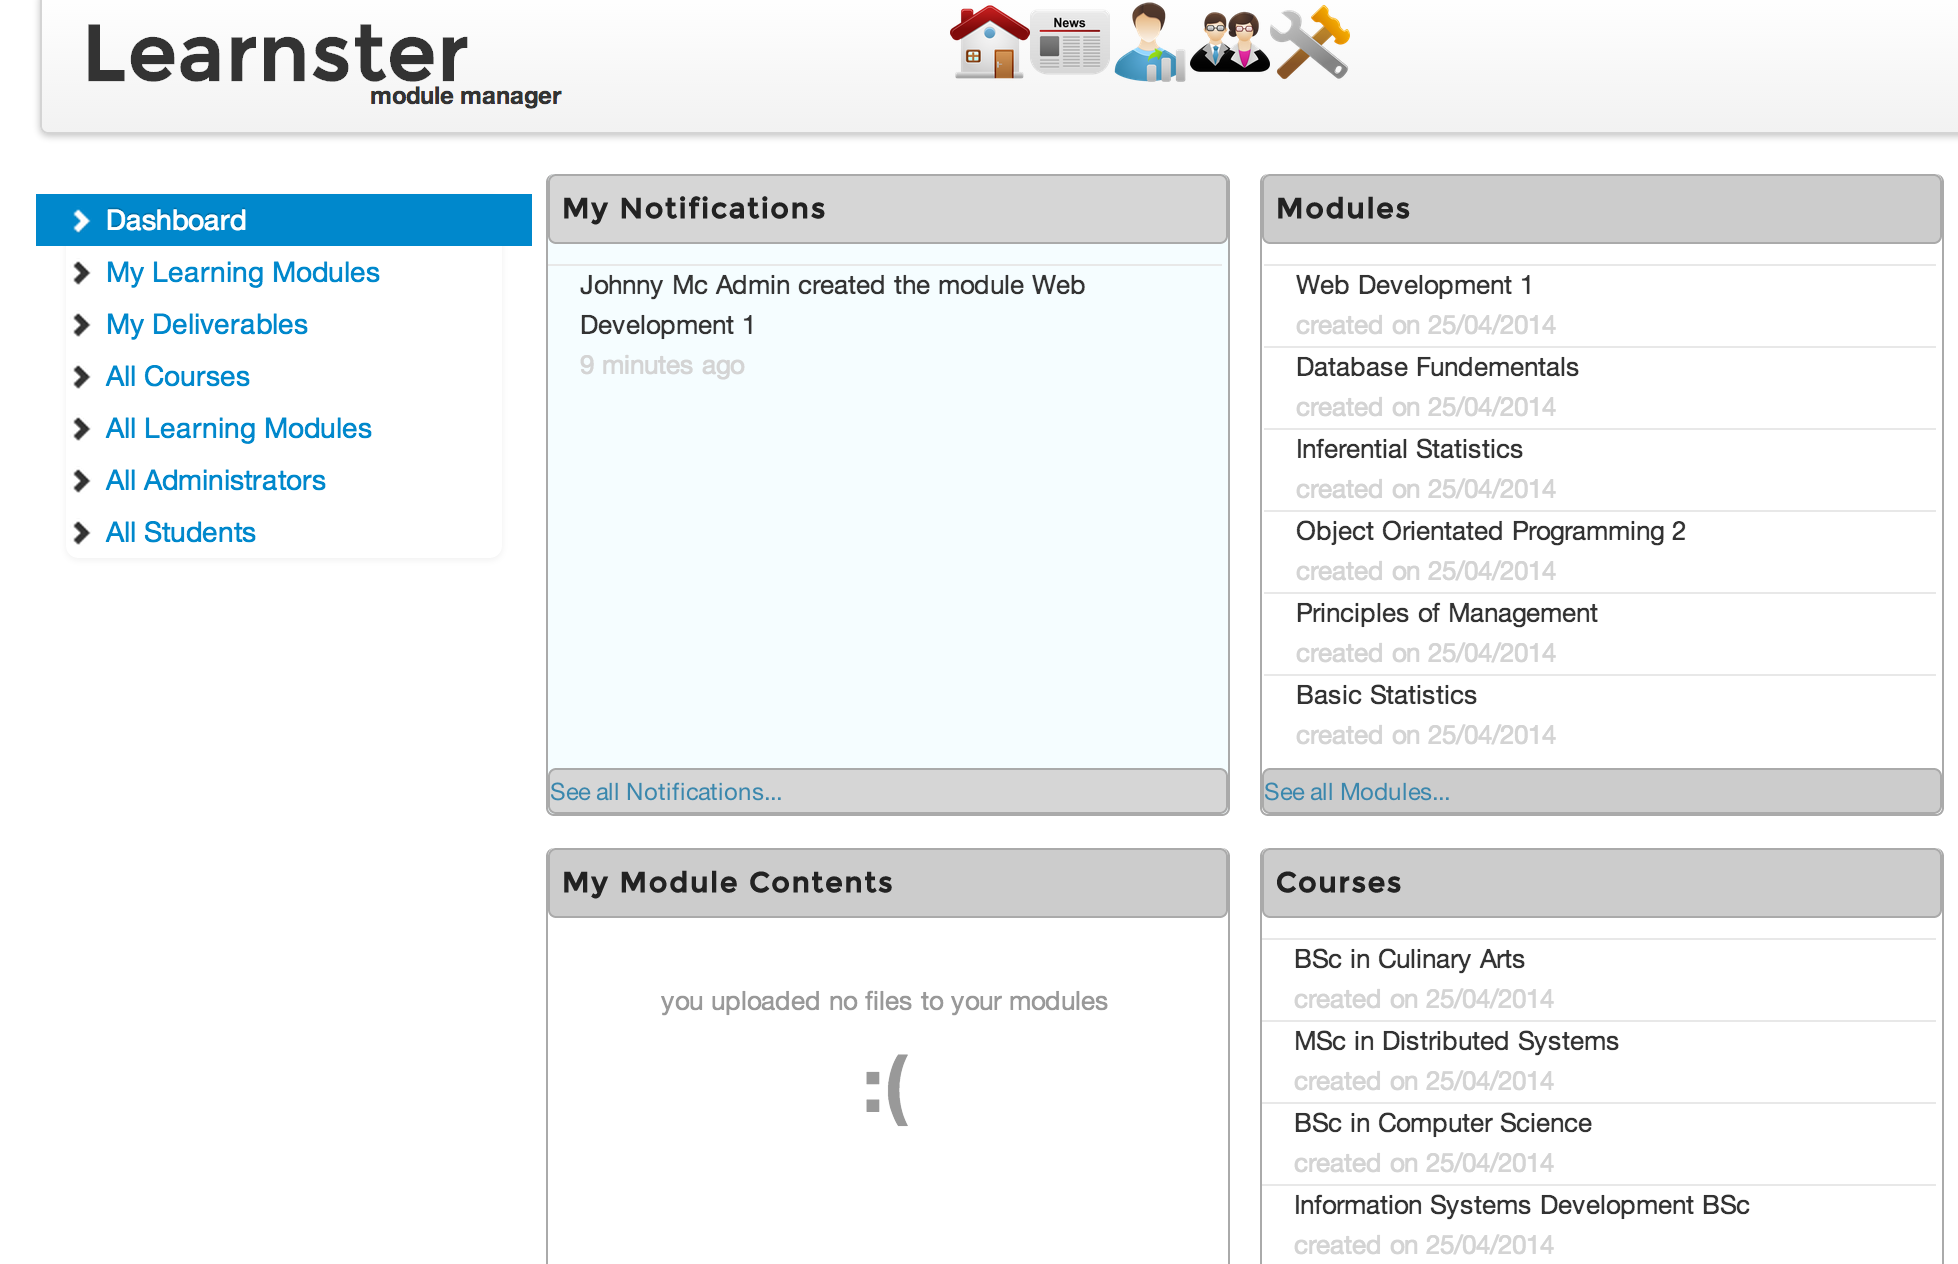 Learnster
module manager
News
Dashboard
My Learning Modules
My Deliverables
All Courses
All Learning Modules
All Administrators
All Students
My Notifications
Johnny Mc Admin created the module Web
Development 1
9 minutes ago
See all Notifications...
Modules
Web Development 1
created on 25/04/2014
Database Fundementals
created on 25/04/2014
Inferential Statistics
created on 25/04/2014
Object Orientated Programming 2
created on 25/04/2014
Principles of Management
created on 25/04/2014
Basic Statistics
created on 25/04/2014
See all Modules...
My Module Contents
you uploaded no files to your modules
:(
Courses
BSc in Culinary Arts
created on 25/04/2014
MSc in Distributed Systems
created on 25/04/2014
BSc in Computer Science
created on 25/04/2014
Information Systems Development BSc
created on 25/04/2014